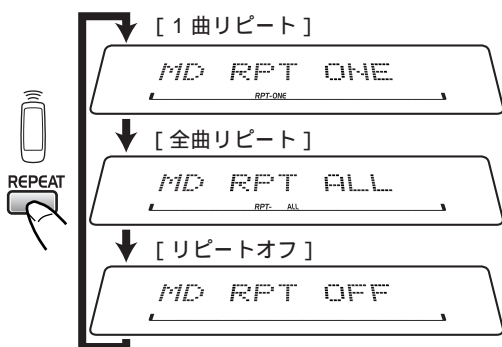 [ 1 曲リピート ]
MD RPT ONE
RPT-ONE
[ 全曲リピート ]
REPEAT
MD RPT ALL
RPT- ALL
[ リピートオフ ]
MD RPT OFF